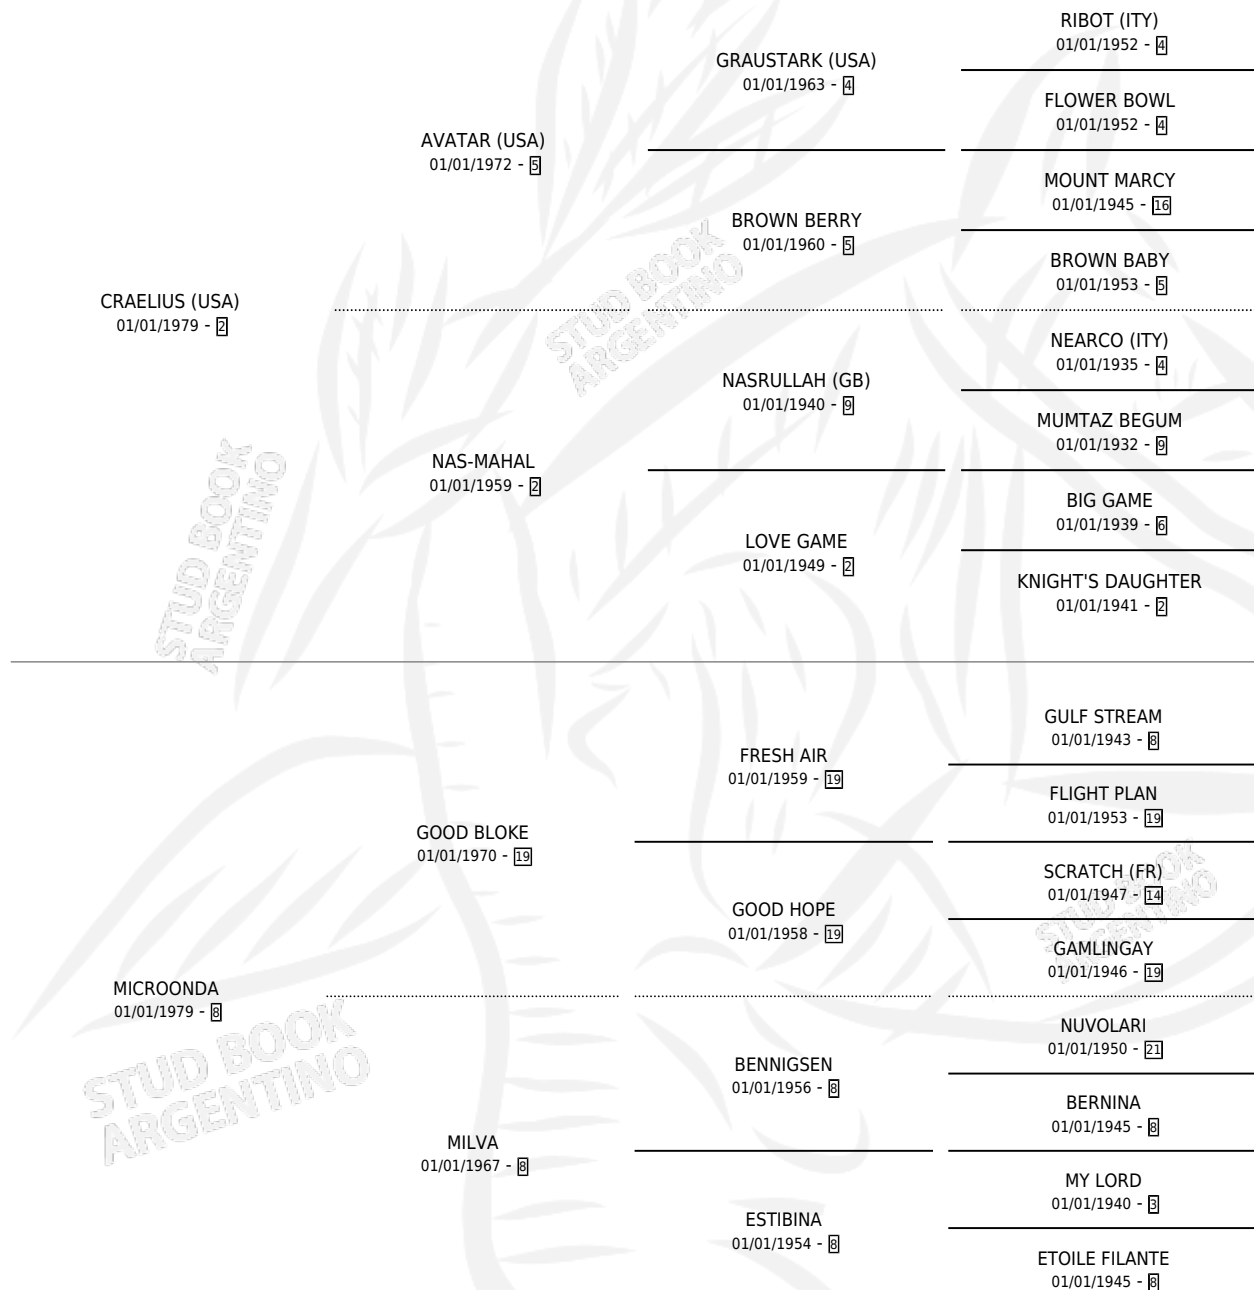 RIBOT (ITY)
01/01/1952 - 4
GRAUSTARK (USA)
01/01/1963 - 4
FLOWER BOWL
01/01/1952 - 4
AVATAR (USA)
01/01/1972 - 5
MOUNT MARCY
01/01/1945 - 16
BROWN BERRY
01/01/1960 - 5
BROWN BABY
01/01/1953 - 5
CRAELIUS (USA)
01/01/1979 - 2
STUD BOOK
ARGENTINO
NEARCO (ITY)
01/01/1935 - 4
NASRULLAH (GB)
01/01/1940 - 9
MUMTAZ BEGUM
01/01/1932 - 9
NAS-MAHAL
01/01/1959 - 2
BIG GAME
01/01/1939 - 6
LOVE GAME
01/01/1949 - 2
KNIGHT'S DAUGHTER
01/01/1941 - 2
STUD BOOK
ARGENTINO
GULF STREAM
01/01/1943 - 8
FRESH AIR
01/01/1959 - 19
FLIGHT PLAN
01/01/1953 - 19
GOOD BLOKE
01/01/1970 - 19
SCRATCH (FR)
01/01/1947 - 14
GOOD HOPE
01/01/1958 - 19
STUD BOOK
ARGENTINO
GAMLINGAY
01/01/1946 - 19
MICROONDA
01/01/1979 - 8
STUD BOOK
ARGENTINO
NUVOLARI
01/01/1950 - 21
BENNIGSEN
01/01/1956 - 8
BERNINA
01/01/1945 - 8
MILVA
01/01/1967 - 8
MY LORD
01/01/1940 - 3
ESTIBINA
01/01/1954 - 8
ETOILE FILANTE
01/01/1945 - 8